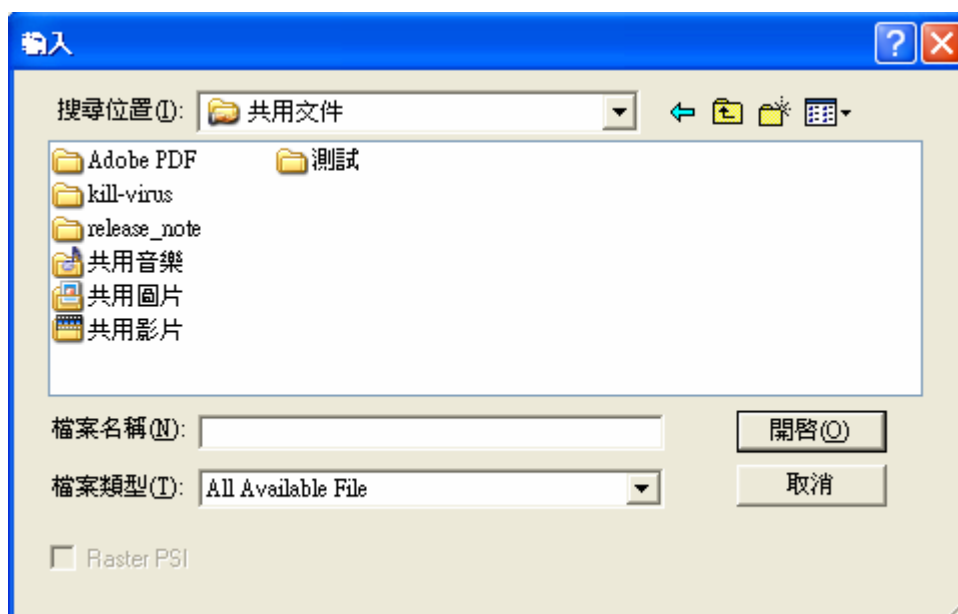 輸入
搜尋位置(I): 共用文件
Adobe PDF 測試
kill-virus
release_note
共用音樂
共用圖片
共用影片
檔案名稱(N): 開啓(O)
檔案類型(T): All Available File 取消
Raster PSI